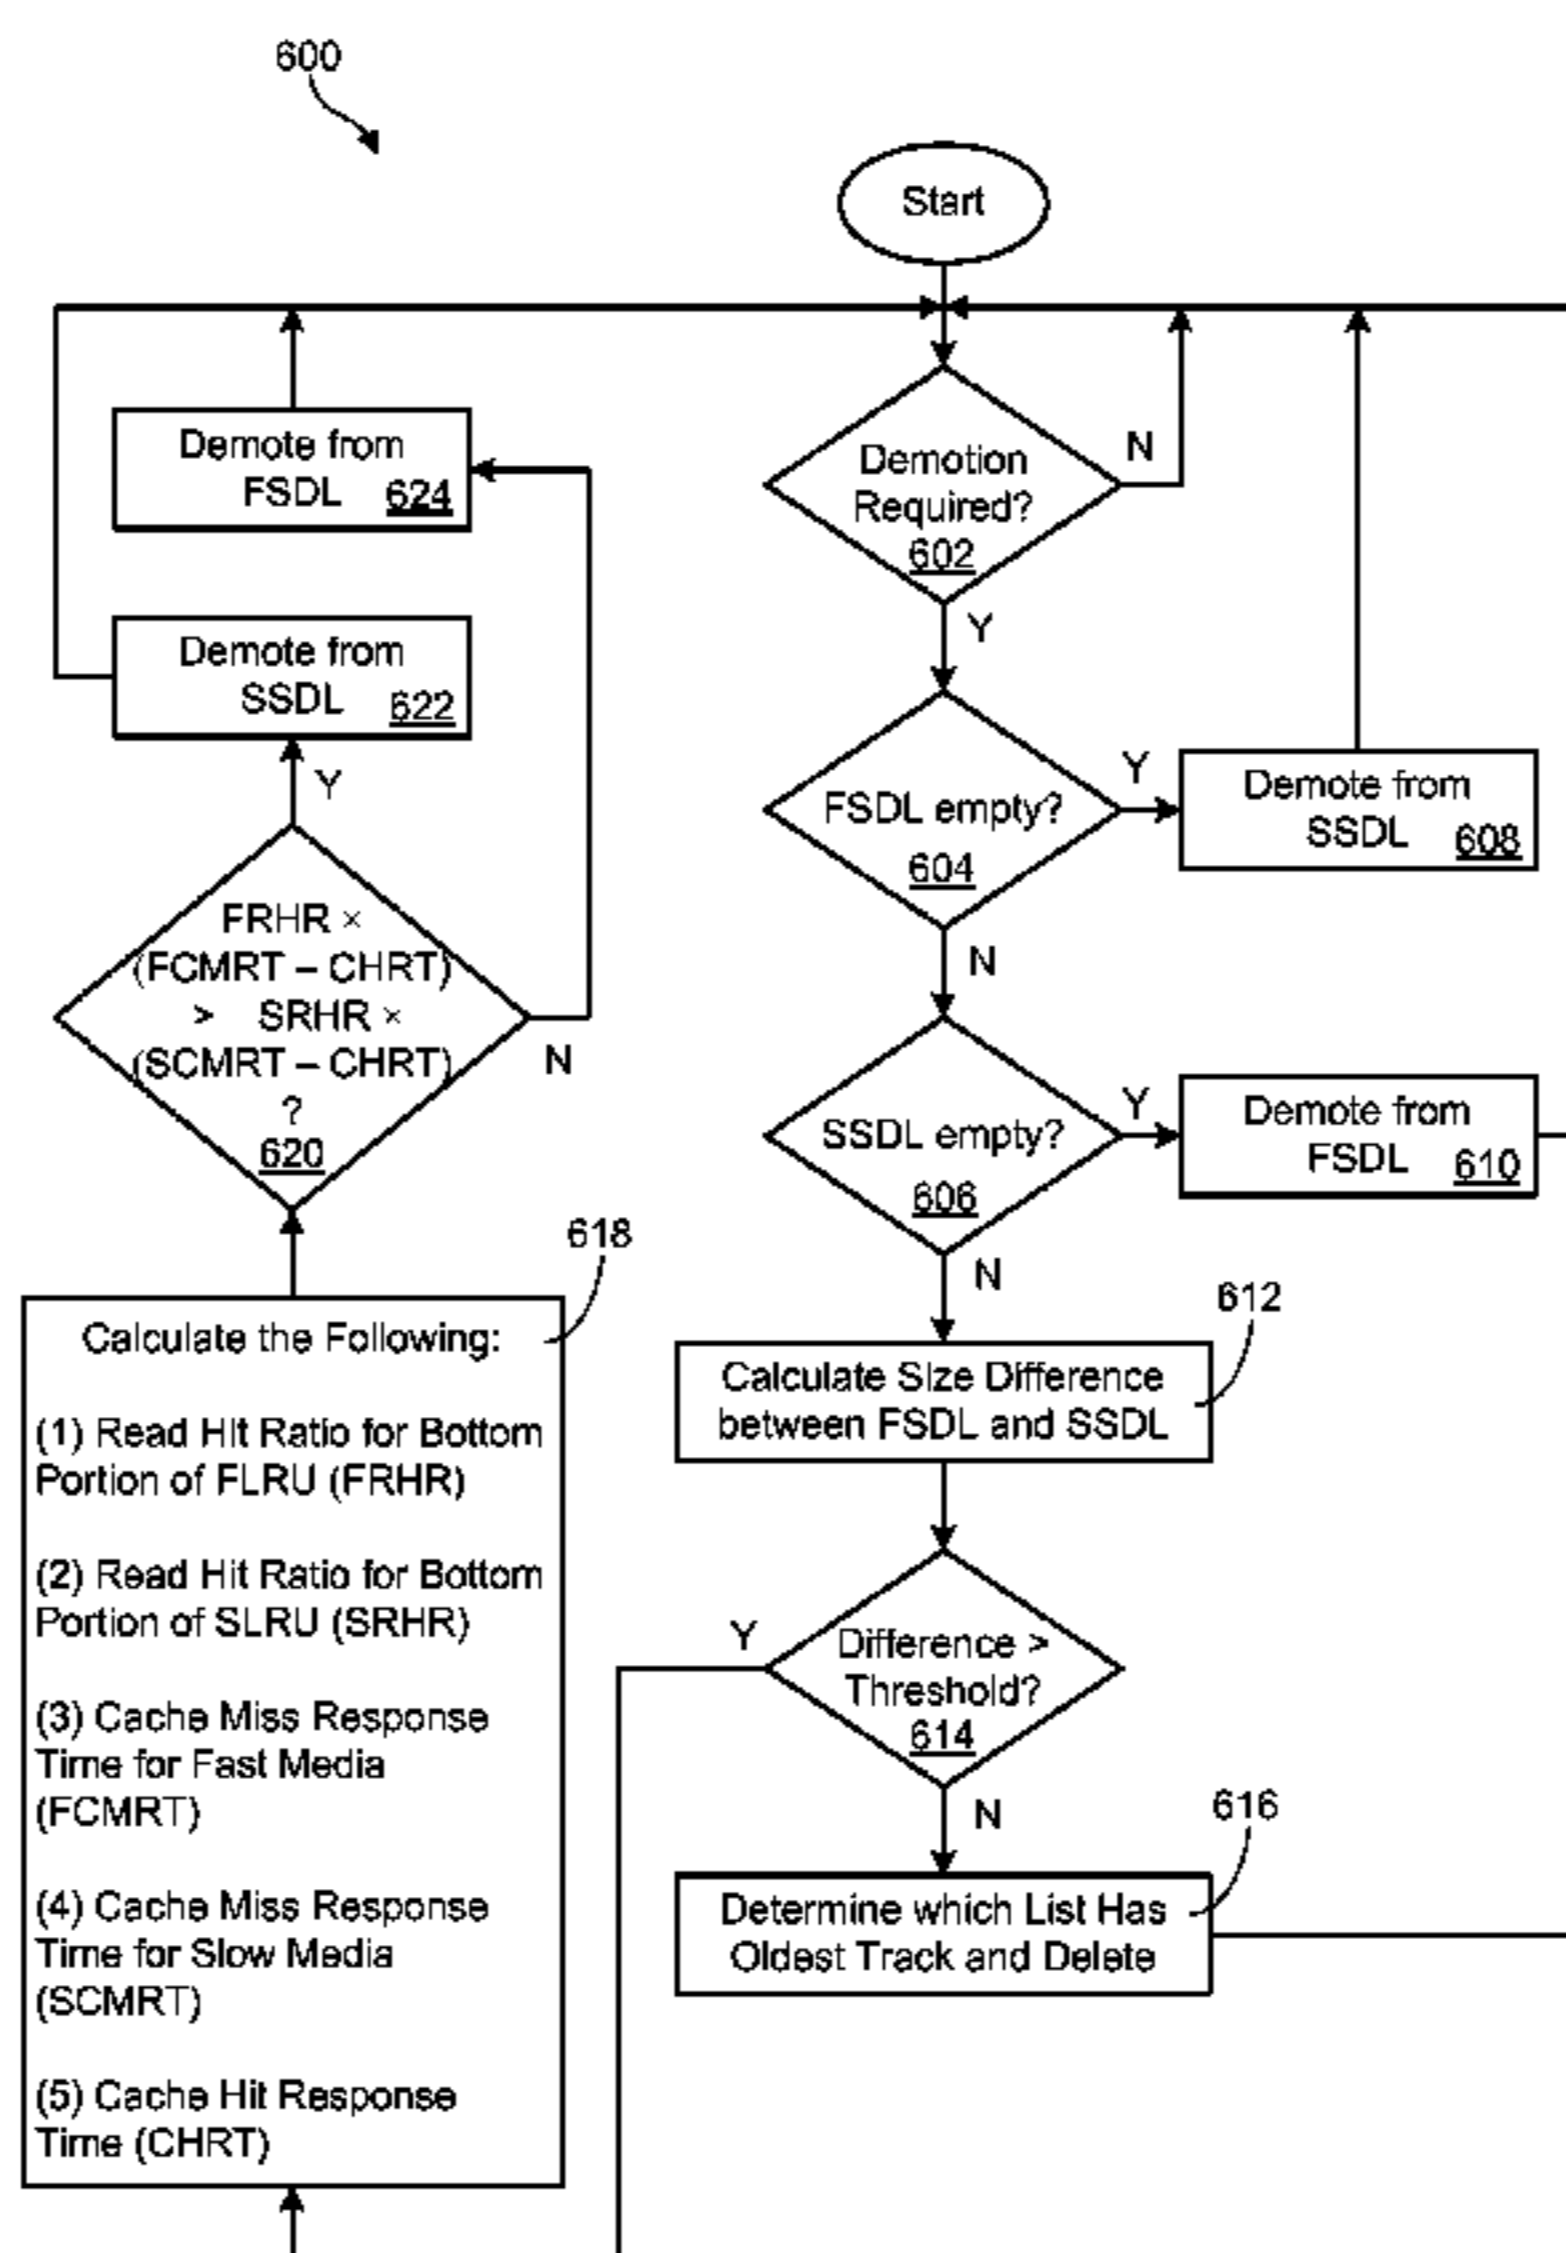 600
Start
Demotion
Required?
602
N
Y
FSDL empty?
604
Y
Demote from
SSDL 608
N
SSDL empty?
606
Y
Demote from
FSDL 610
N
612
Calculate Size Difference
between FSDL and SSDL
Difference >
Threshold?
614
Y
N
616
Determine which List Has
Oldest Track and Delete
618
Calculate the Following:
(1) Read Hit Ratio for Bottom
Portion of FLRU (FRHR)
(2) Read Hit Ratio for Bottom
Portion of SLRU (SRHR)
(3) Cache Miss Response
Time for Fast Media
(FCMRT)
(4) Cache Miss Response
Time for Slow Media
(SCMRT)
(5) Cache Hit Response
Time (CHRT)
FRHR ×
(FCMRT – CHRT)
> SRHR ×
(SCMRT – CHRT)
?
620
Y
N
Demote from
SSDL 622
Demote from
FSDL 624